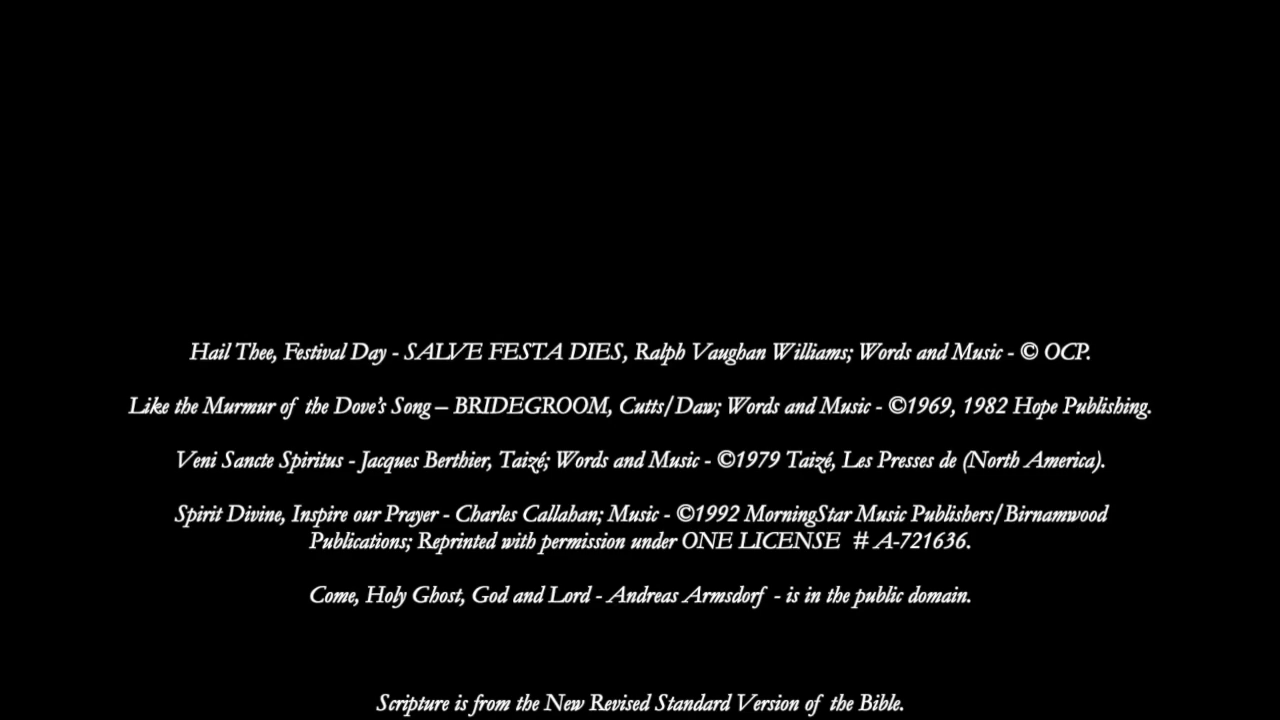 Hail Thee, Festival Day - SALVE FESTA DIES, Ralph Vaughan Williams; Words and Music - © OCP.
Like the Murmur of the Dove's Song – BRIDEGROOM, Cutts/Daw; Words and Music - ©1969, 1982 Hope Publishing.
Veni Sancte Spiritus - Jacques Berthier, Taizé; Words and Music - ©1979 Taizé, Les Presses de (North America).
Spirit Divine, Inspire our Prayer - Charles Callahan; Music - ©1992 MorningStar Music Publishers/Birnamwood
Publications; Reprinted with permission under ONE LICENSE # A-721636.
Come, Holy Ghost, God and Lord - Andreas Armsdorf - is in the public domain.
Scripture is from the New Revised Standard Version of the Bible.